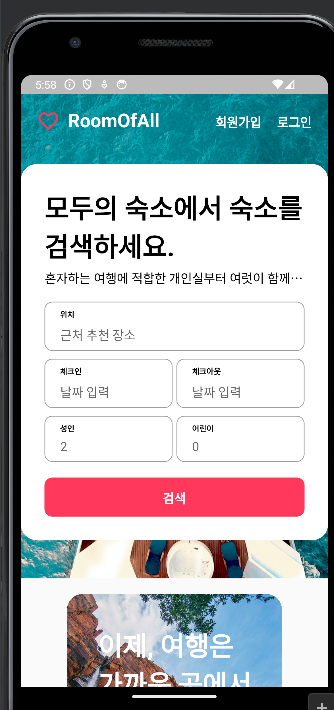 5:58
RoomOfAll 회원가입 로그인
모두의 숙소에서 숙소를
검색하세요.
혼자하는 여행에 적합한 개인실부터 여럿이 함께…
위치
근처 추천 장소
체크인 체크아웃
날짜 입력 날짜 입력
성인 어린이
2 0
검색
이제, 여행은
가까운 곳에서